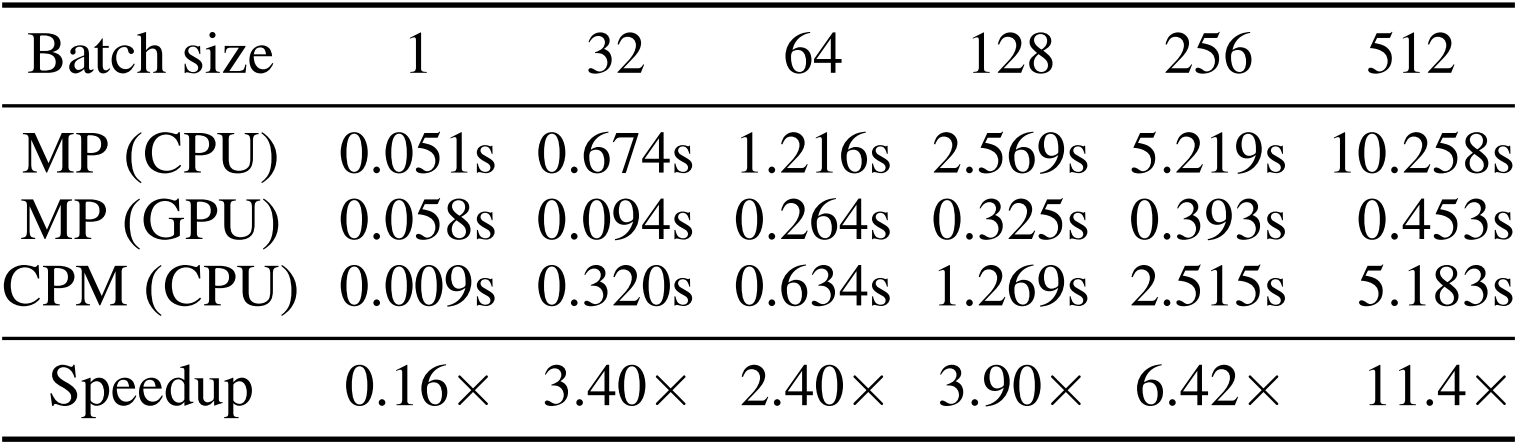 Batch size 1 32 64 128 256 512
MP (CPU) 0.051s 0.674s 1.216s 2.569s 5.219s 10.258s
MP (GPU) 0.058s 0.094s 0.264s 0.325s 0.393s 0.453s
CPM (CPU) 0.009s 0.320s 0.634s 1.269s 2.515s 5.183s
Speedup 0.16× 3.40× 2.40× 3.90× 6.42× 11.4×